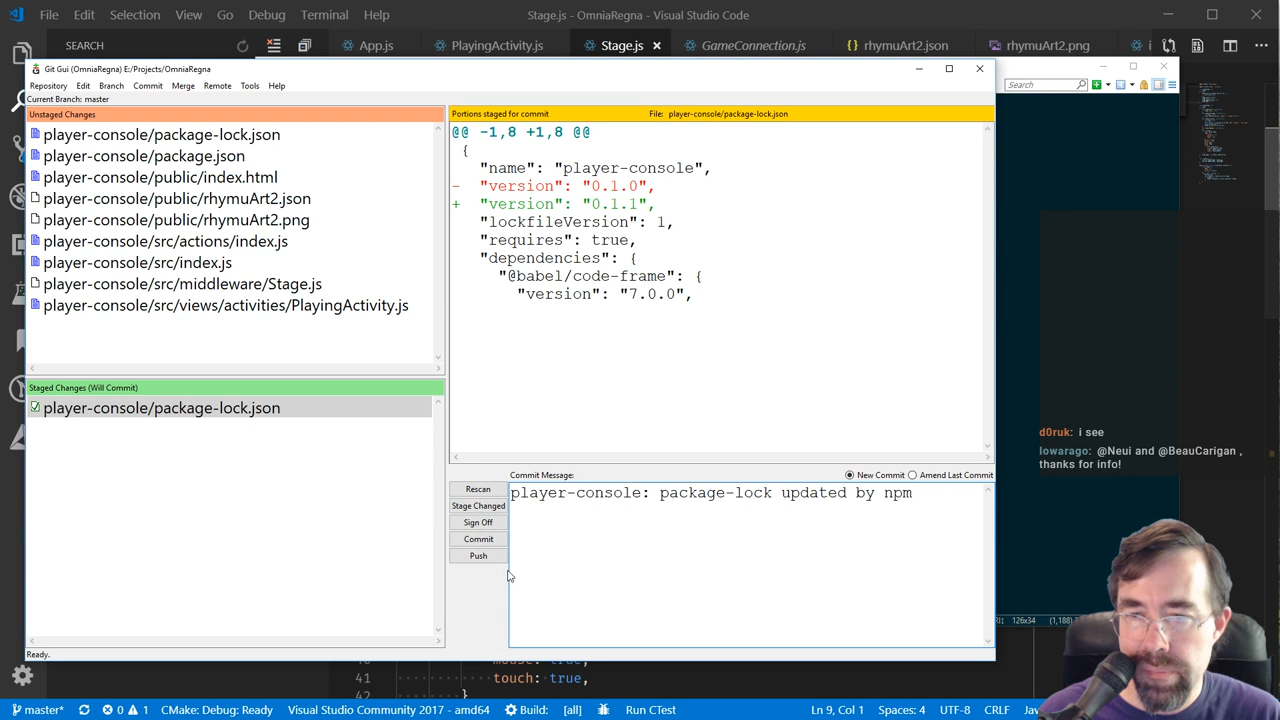 File Edit Selection View Go Debug Terminal Help
Stage.js - OmniaRegna - Visual Studio Code
SEARCH
App.js
PlayingActivity.js
Stage.js
GameConnection.js
rhymuArt2.json
rhymuArt2.png
Git Gui (OmniaRegna) E:/Projects/OmniaRegna
Repository Edit Branch Commit Merge Remote Tools Help
Search
Current Branch: master
Unstaged Changes
player-console/package-lock.json
player-console/package.json
player-console/public/index.html
player-console/public/rhymuArt2.json
player-console/public/rhymuArt2.png
player-console/src/actions/index.js
player-console/src/index.js
player-console/src/middleware/Stage.js
player-console/src/views/activities/PlayingActivity.js
Staged Changes (Will Commit)
player-console/package-lock.json
Portions staged for commit
File: player-console/package-lock.json
@@ -1,8 +1,8 @@
{
"name": "player-console",
- "version": "0.1.0",
+ "version": "0.1.1",
"lockfileVersion": 1,
"requires": true,
"dependencies": {
"@babel/code-frame": {
"version": "7.0.0",
Commit Message:
New Commit
Amend Last Commit
Rescan
Stage Changed
Sign Off
Commit
Push
player-console: package-lock updated by npm
Ready.
d0ruk: i see
lowarago: @Neui and @BeauCarigan ,
thanks for info!
126x34
mouse: true,
41 touch: true,
42 }
master* 0 1 CMake: Debug: Ready Visual Studio Community 2017 - amd64 Build: [all] Run CTest Ln 9, Col 1 Spaces: 4 UTF-8 CRLF